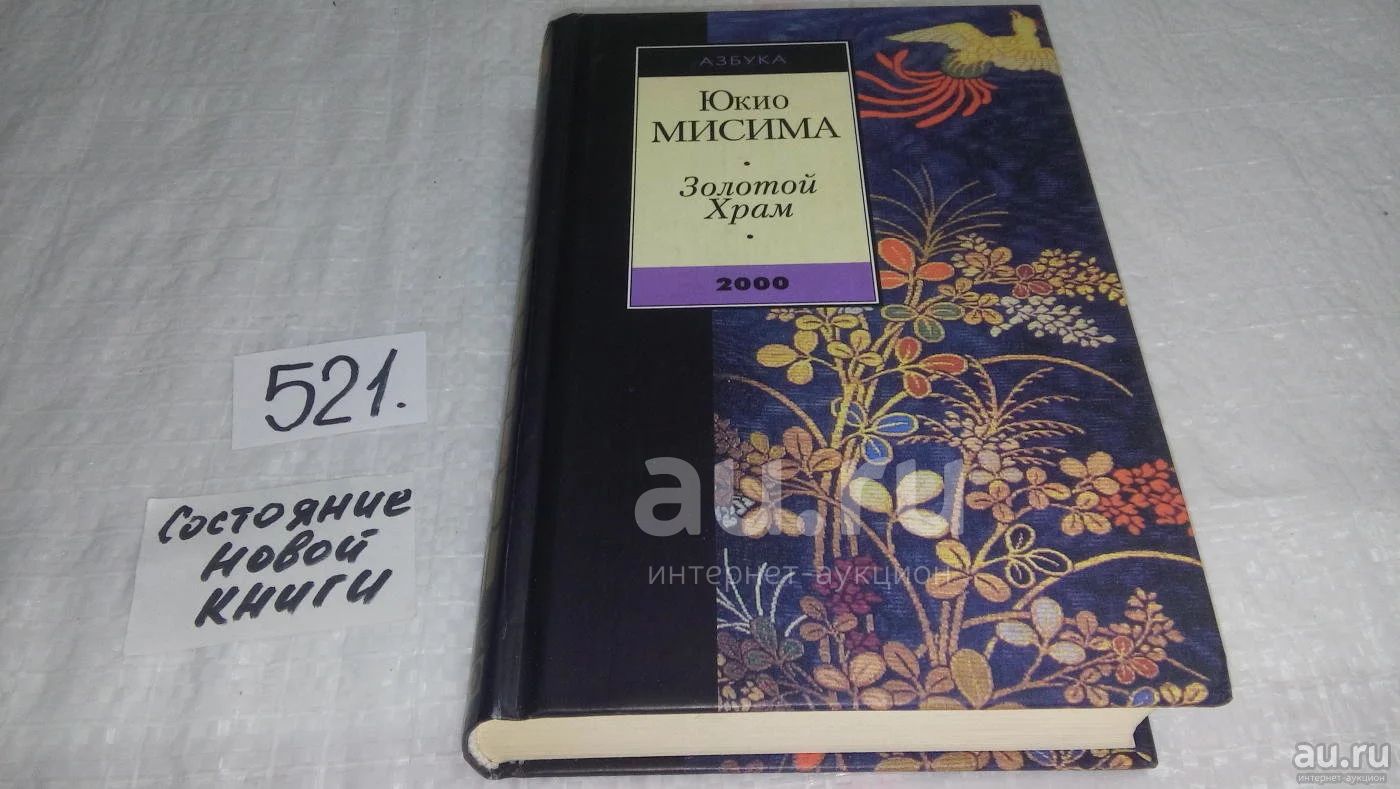 АЗБУКА
Юкио
МИСИМА
Золотой
Храм
2000
521.
Состояние
новой
книги
au.ru
интернет-аукцион
au.ru
интернет-аукцион